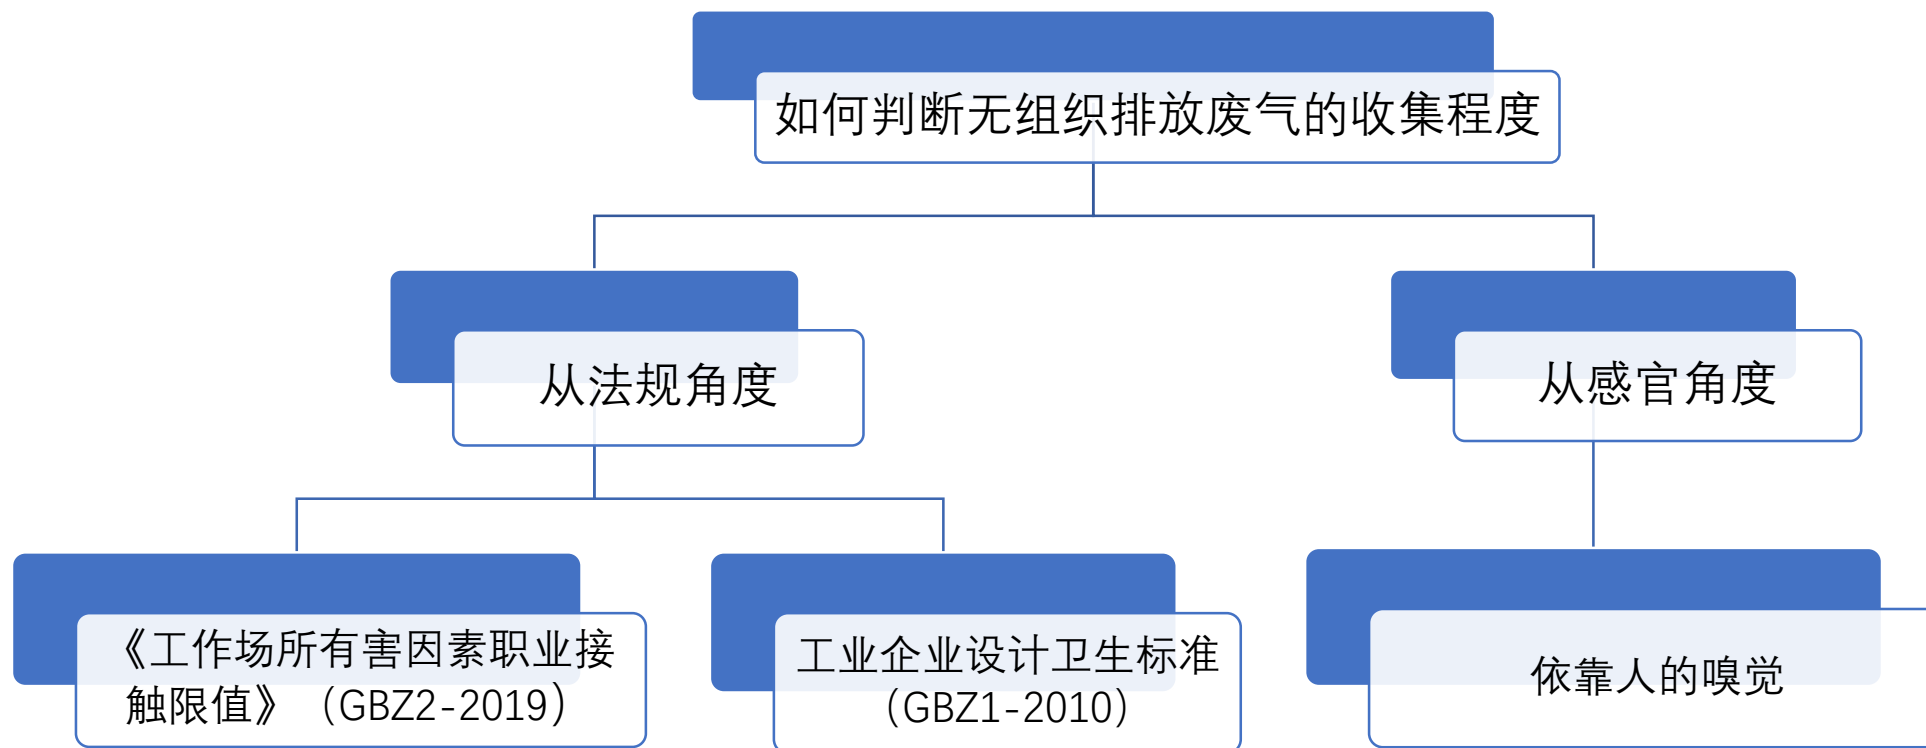 如何判断无组织排放废气的收集程度
从法规角度
从感官角度
《工作场所有害因素职业接
触限值》（GBZ2-2019）
工业企业设计卫生标准
（GBZ1-2010）
依靠人的嗅觉